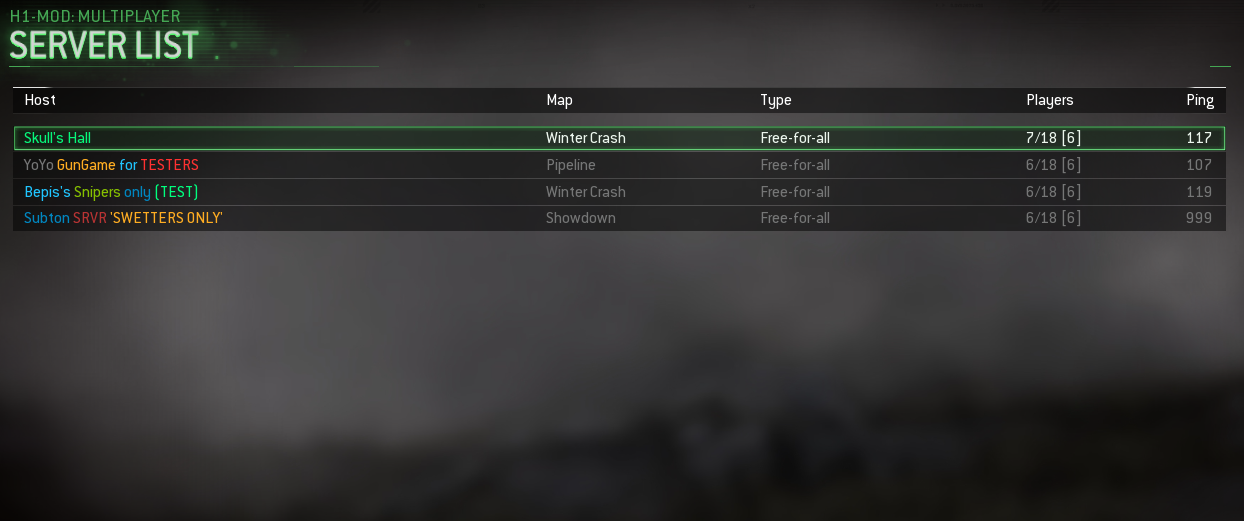 H1-MOD: MULTIPLAYER
SERVER LIST
Host Map Type Players Ping
Skull's Hall Winter Crash Free-for-all 7/18 [6] 117
YoYo GunGame for TESTERS Pipeline Free-for-all 6/18 [6] 107
Bepis's Snipers only (TEST) Winter Crash Free-for-all 6/18 [6] 119
Subton SRVR 'SWETTERS ONLY' Showdown Free-for-all 6/18 [6] 999